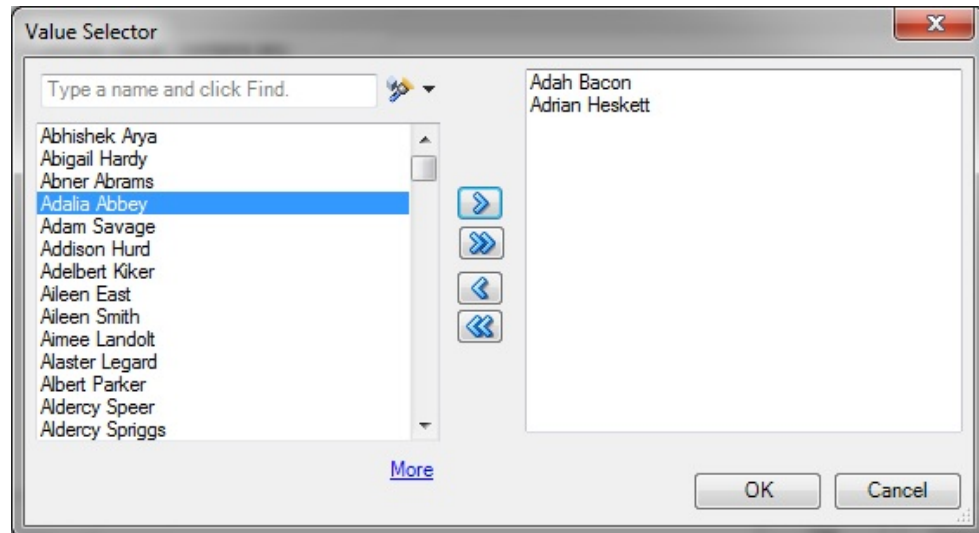 Value Selector
Type a name and click Find.
Abhishek Arya
Abigail Hardy
Abner Abrams
Adalia Abbey
Adam Savage
Addison Hurd
Adelbert Kiker
Aileen East
Aileen Smith
Aimee Landolt
Alaster Legard
Albert Parker
Aldercy Speer
Aldercy Spriggs
More
Adah Bacon
Adrian Heskett
OK
Cancel